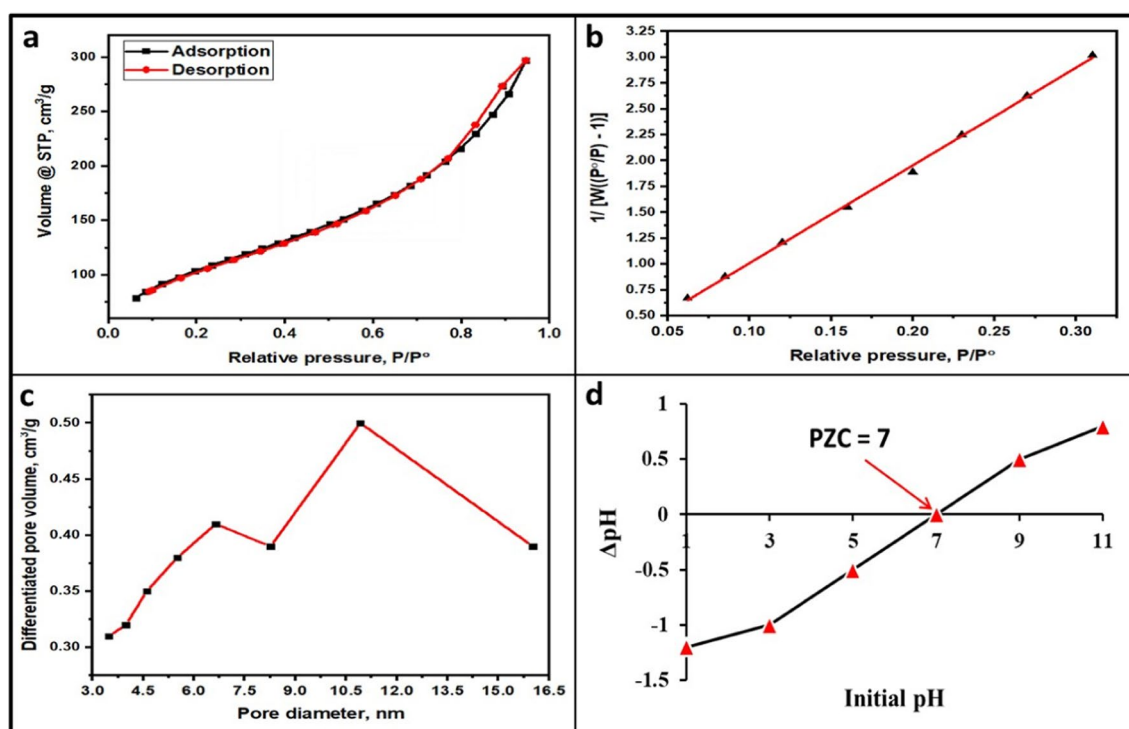 a
Adsorption
Desorption
Volume @ STP, cm³/g
300
250
200
150
100
0.0 0.2 0.4 0.6 0.8 1.0
Relative pressure, P/P°
b
1/ [W((P°/P) - 1)]
3.25
3.00
2.75
2.50
2.25
2.00
1.75
1.50
1.25
1.00
0.75
0.50
0.05 0.10 0.15 0.20 0.25 0.30
Relative pressure, P/P°
c
Differentiated pore volume, cm³/g
0.50
0.45
0.40
0.35
0.30
3.0 4.5 6.0 7.5 9.0 10.5 12.0 13.5 15.0 16.5
Pore diameter, nm
d
PZC = 7
ΔpH
1
0.5
0
-0.5
-1
-1.5
1 3 5 7 9 11
Initial pH